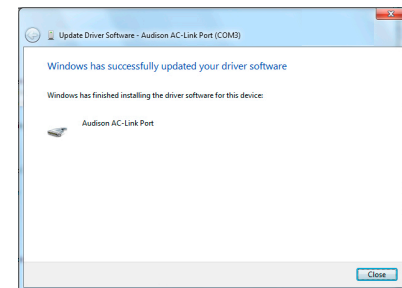 Update Driver Software - Audison AC-Link Port (COM3)
Windows has successfully updated your driver software
Windows has finished installing the driver software for this device:
Audison AC-Link Port
Close